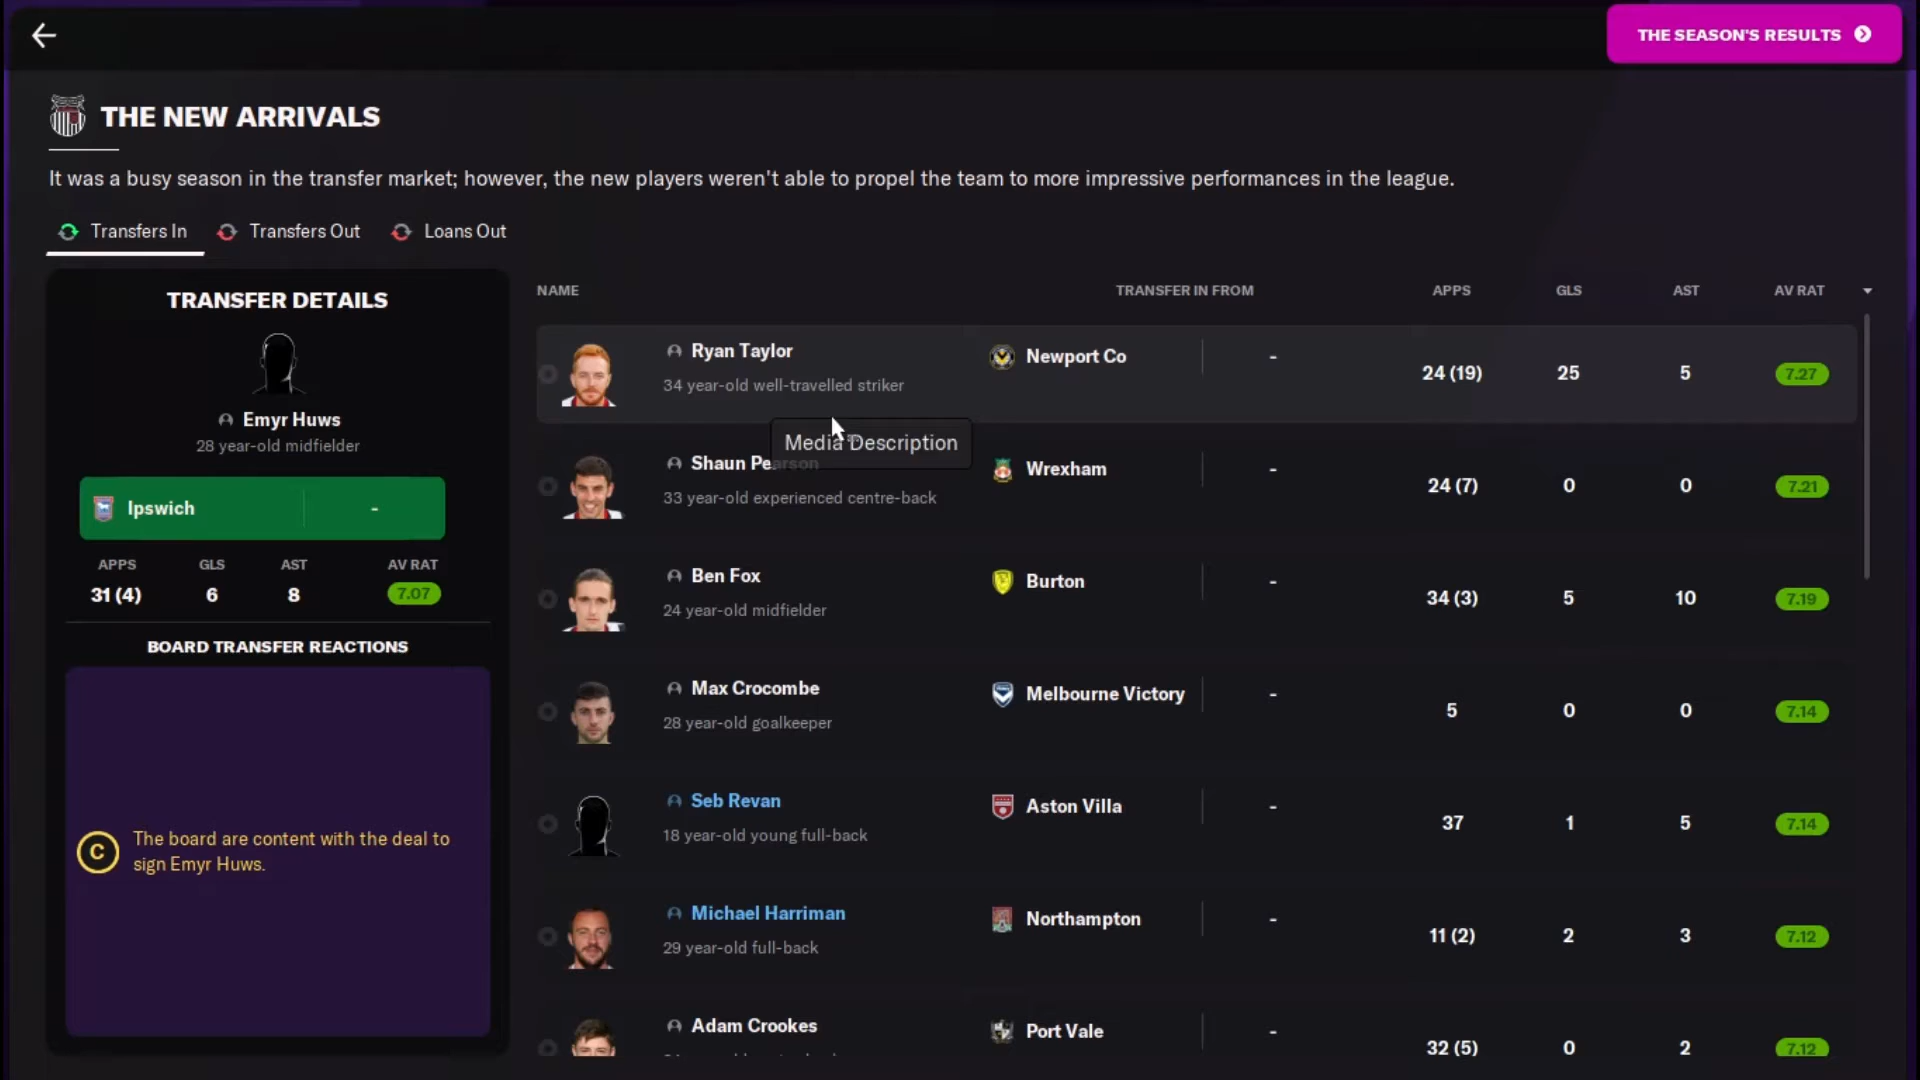 THE SEASON'S RESULTS
THE NEW ARRIVALS
It was a busy season in the transfer market; however, the new players weren't able to propel the team to more impressive performances in the league.
Transfers In Transfers Out Loans Out
TRANSFER DETAILS
Emyr Huws
28 year-old midfielder
Ipswich -
APPS GLS AST AV RAT
31 (4) 6 8 7.07
BOARD TRANSFER REACTIONS
C
The board are content with the deal to
sign Emyr Huws.
NAME TRANSFER IN FROM APPS GLS AST AV RAT
Ryan Taylor Newport Co - 24 (19) 25 5 7.27
34 year-old well-travelled striker
Media Description
Shaun Pearson Wrexham - 24 (7) 0 0 7.21
33 year-old experienced centre-back
Ben Fox Burton - 34 (3) 5 10 7.19
24 year-old midfielder
Max Crocombe Melbourne Victory - 5 0 0 7.14
28 year-old goalkeeper
Seb Revan Aston Villa - 37 1 5 7.14
18 year-old young full-back
Michael Harriman Northampton - 11 (2) 2 3 7.12
29 year-old full-back
Adam Crookes Port Vale - 32 (5) 0 2 7.12